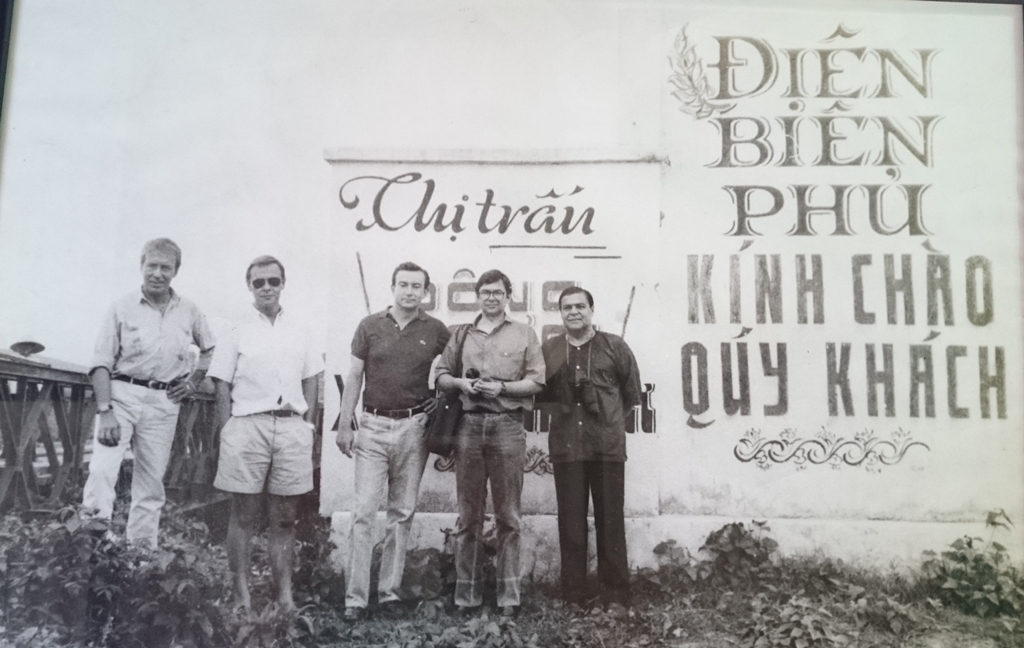 Thị trấn
ĐIỆN
BIÊN
PHỦ
KÍNH CHÀO
QUÝ KHÁCH